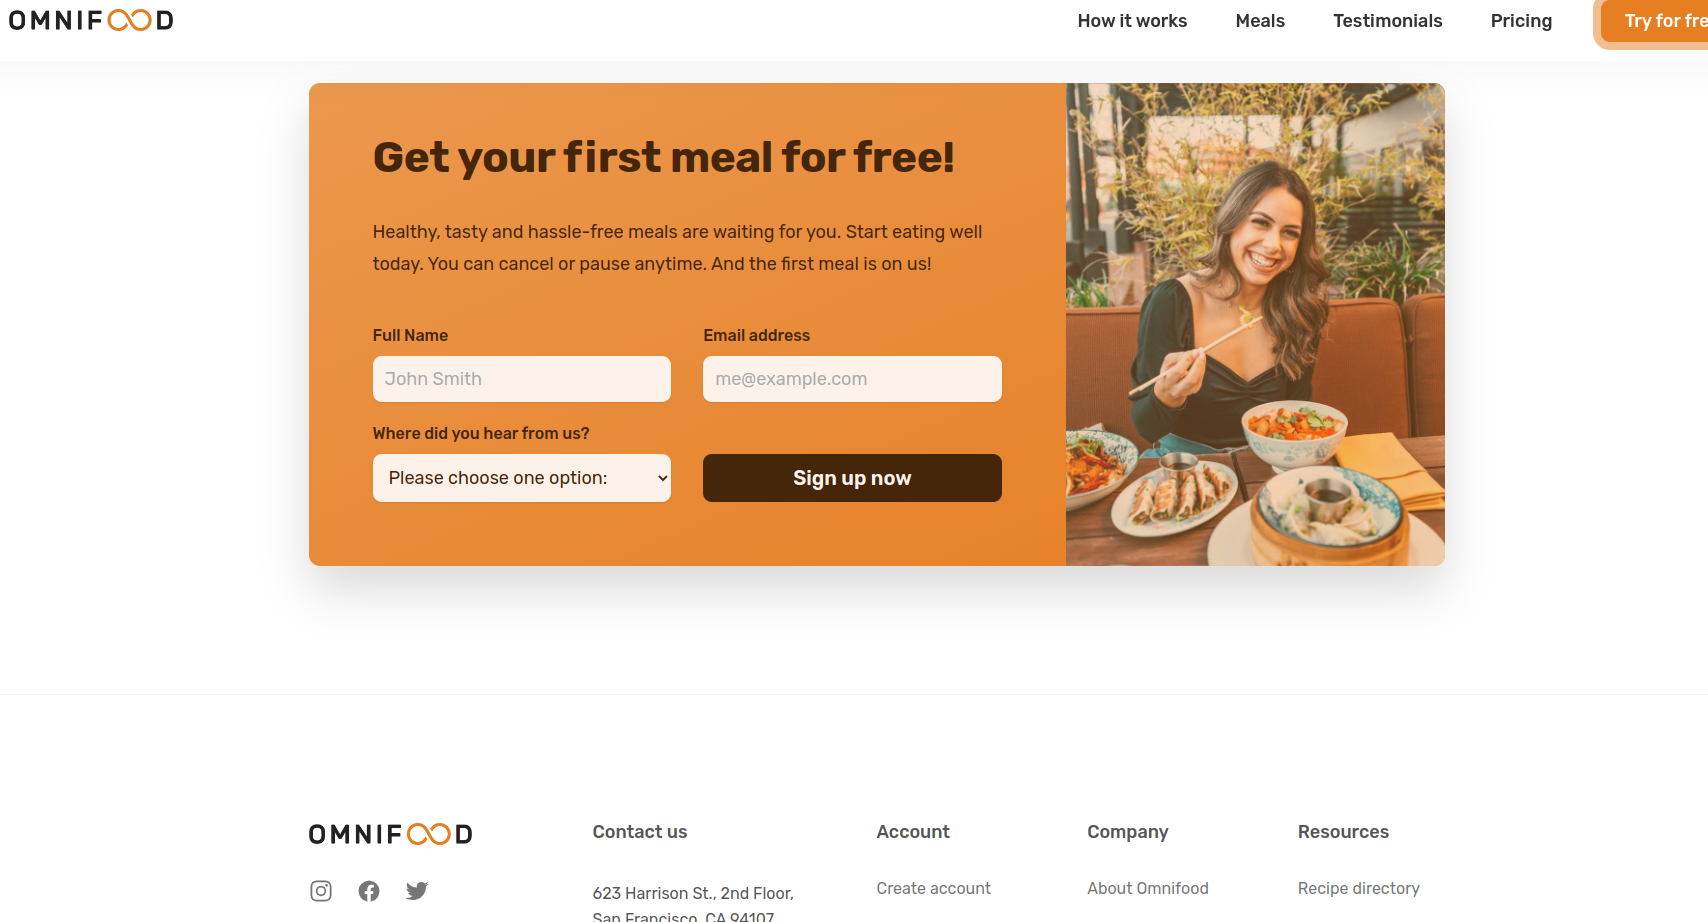 OMNIFOOD
How it works
Meals
Testimonials
Pricing
Try for fre
Get your first meal for free!
Healthy, tasty and hassle-free meals are waiting for you. Start eating well
today. You can cancel or pause anytime. And the first meal is on us!
Full Name
Email address
John Smith
me@example.com
Where did you hear from us?
Please choose one option:
Sign up now
OMNIFOOD
Contact us
Account
Company
Resources
623 Harrison St., 2nd Floor,
San Francisco, CA 94107
Create account
About Omnifood
Recipe directory